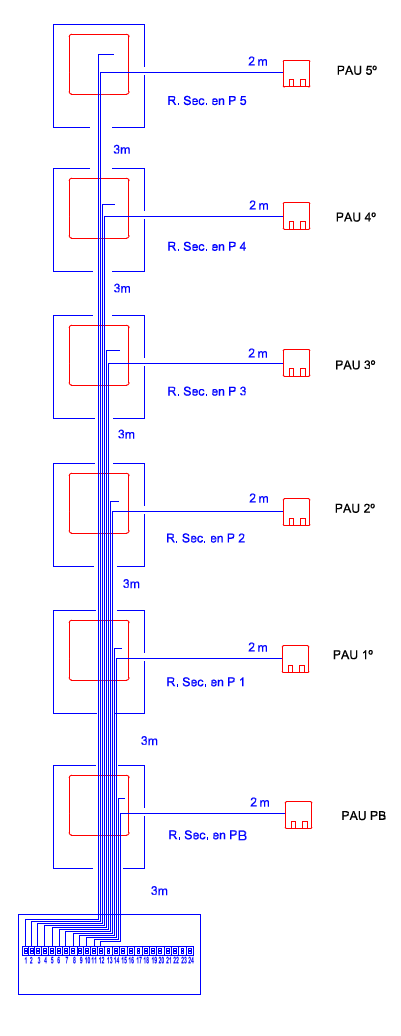 2 m
PAU 5º
R. Sec. en P 5
3m
2 m
PAU 4º
R. Sec. en P 4
3m
2 m
PAU 3º
R. Sec. en P 3
3m
2 m
PAU 2º
R. Sec. en P 2
3m
2 m
PAU 1º
R. Sec. en P 1
3m
2 m
PAU PB
R. Sec. en PB
3m
1 2 3 4 5 6 7 8 9 10 11 12 13 14 15 16 17 18 19 20 21 22 23 24